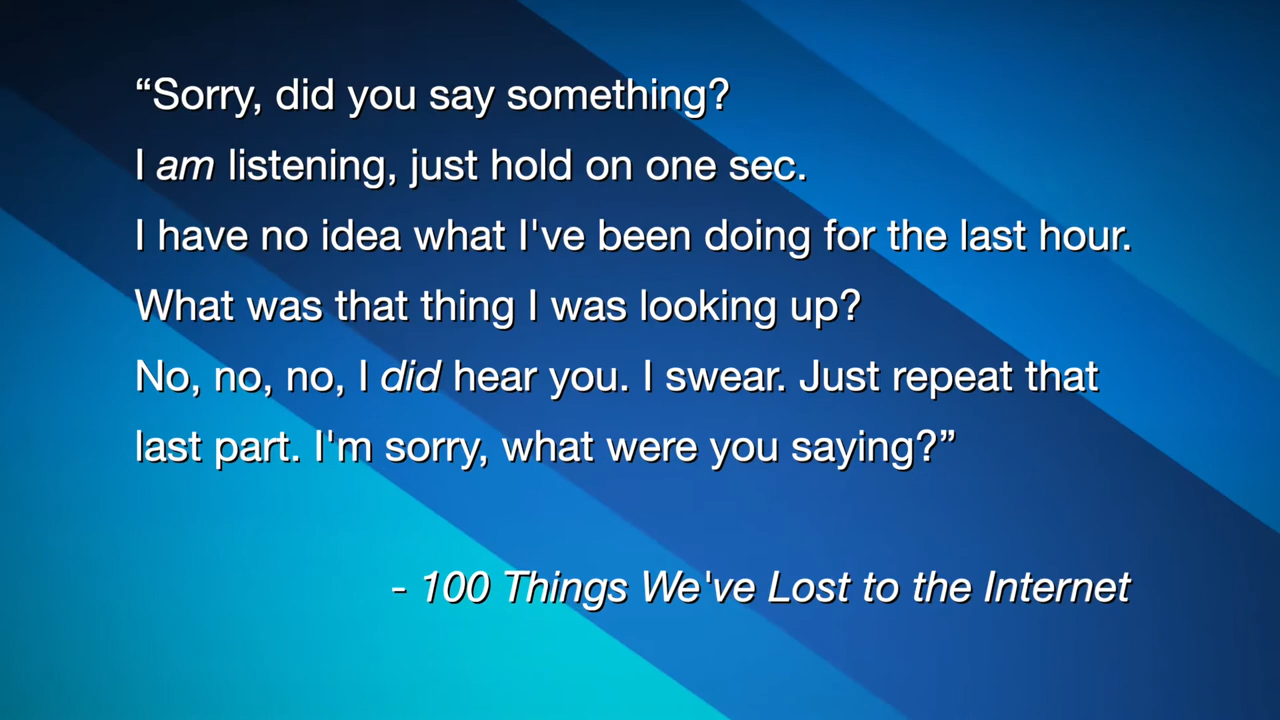 “Sorry, did you say something?
I am listening, just hold on one sec.
I have no idea what I've been doing for the last hour.
What was that thing I was looking up?
No, no, no, I did hear you. I swear. Just repeat that
last part. I'm sorry, what were you saying?”
- 100 Things We've Lost to the Internet